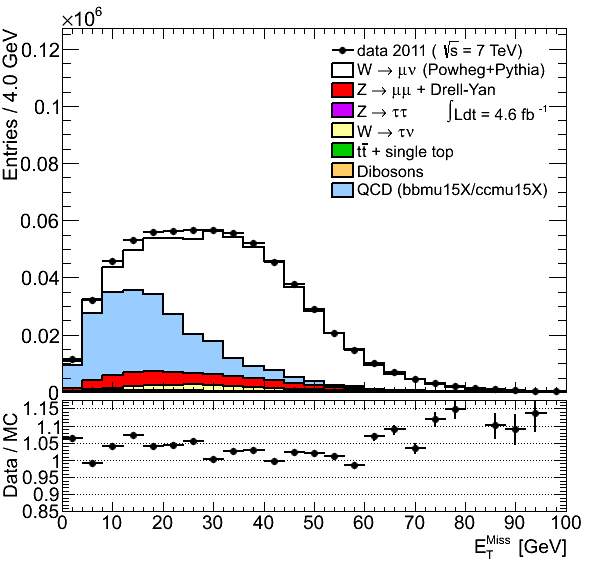 ×10⁶
Entries / 4.0 GeV
0.12
0.1
0.08
0.06
0.04
0.02
0
data 2011 ( √s = 7 TeV)
W → μν (Powheg+Pythia)
Z → μμ + Drell-Yan
Z → ττ
∫Ldt = 4.6 fb⁻¹
W → τν
tt̅ + single top
Dibosons
QCD (bbmu15X/ccmu15X)
Data / MC
1.15
1.1
1.05
1
0.95
0.9
0.85
0 10 20 30 40 50 60 70 80 90 100
E_T^Miss [GeV]